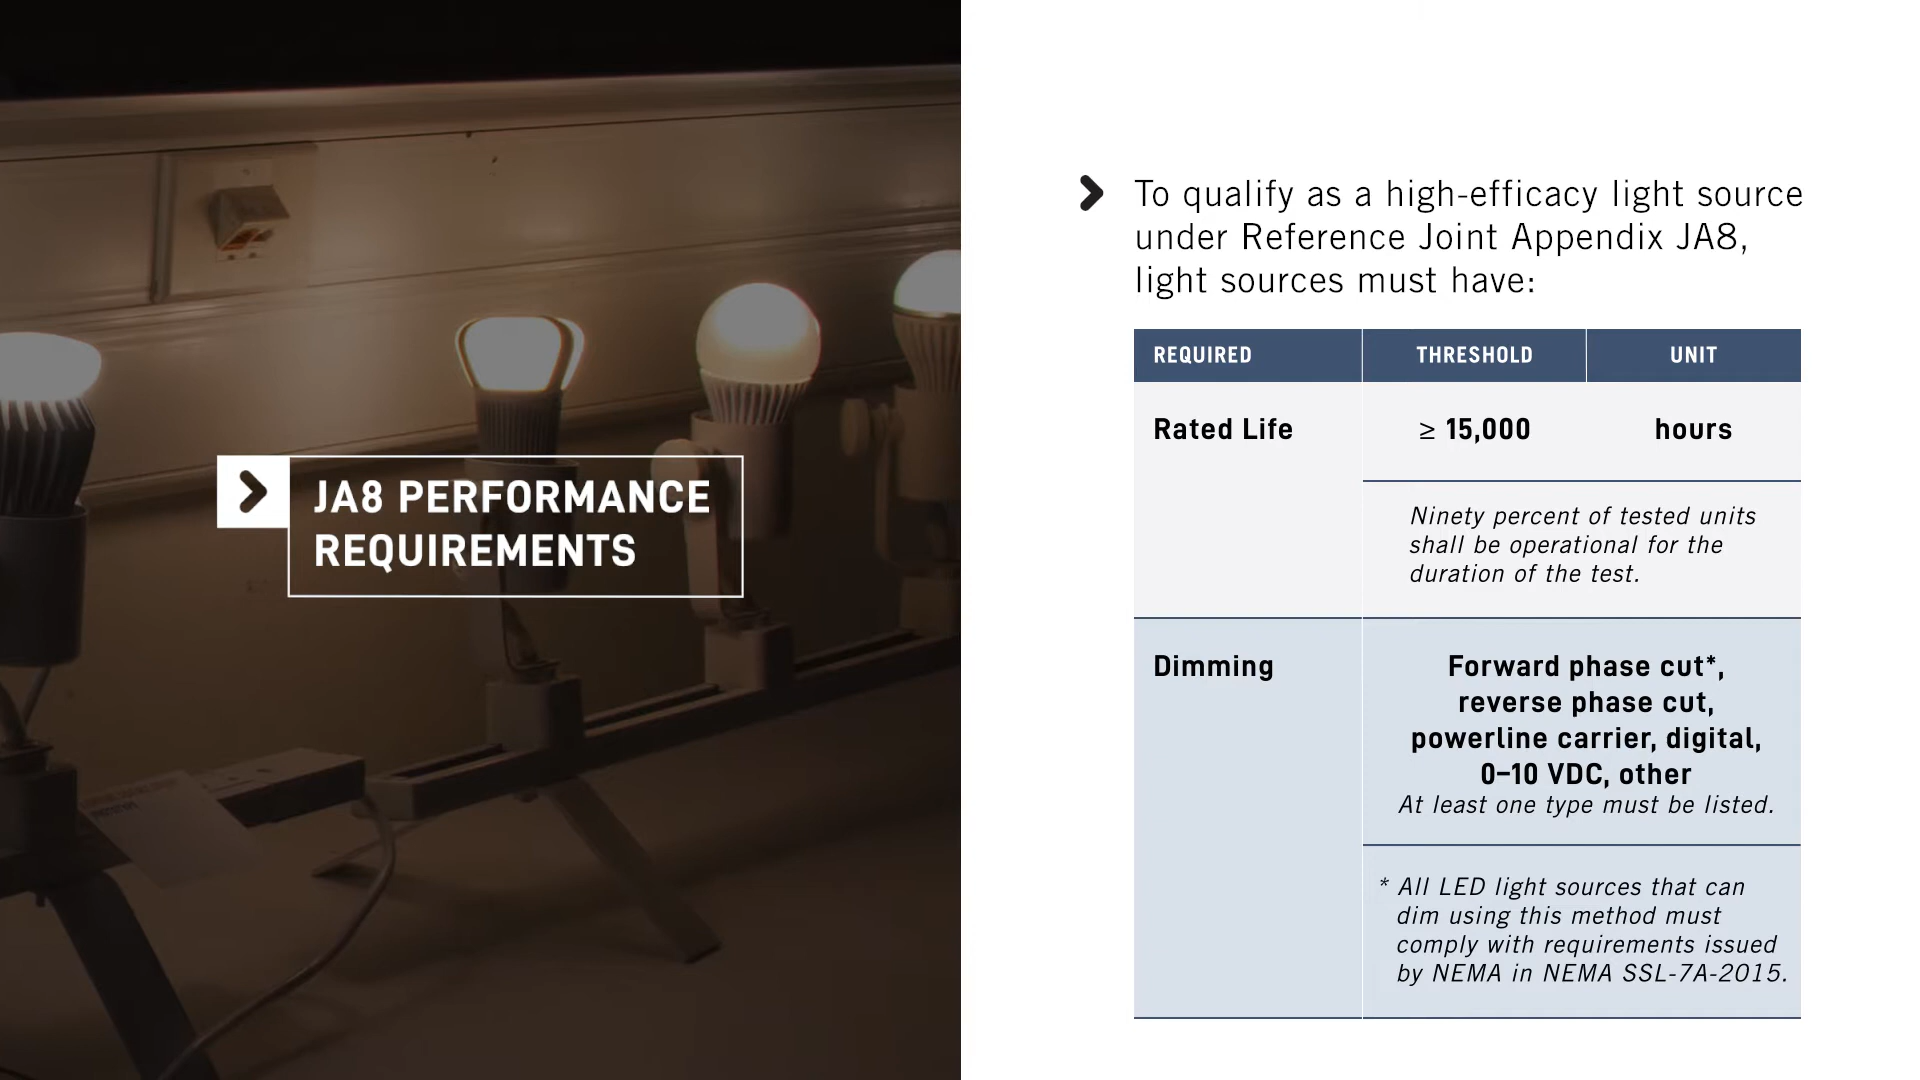 JA8 PERFORMANCE
REQUIREMENTS
To qualify as a high-efficacy light source
under Reference Joint Appendix JA8,
light sources must have:
REQUIRED THRESHOLD UNIT
Rated Life ≥ 15,000 hours
Ninety percent of tested units
shall be operational for the
duration of the test.
Dimming Forward phase cut*,
reverse phase cut,
powerline carrier, digital,
0–10 VDC, other
At least one type must be listed.
* All LED light sources that can
dim using this method must
comply with requirements issued
by NEMA in NEMA SSL-7A-2015.